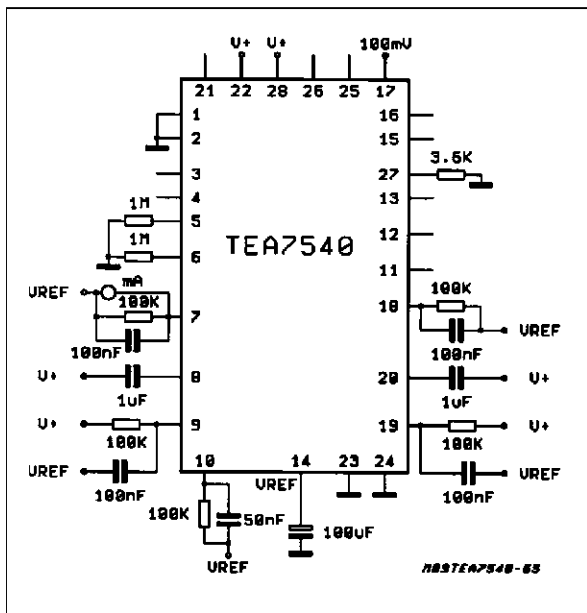 V+ V+ 100mV
21 22 28 26 25 17
1 16
2 15
3.6K
3 27
4 13
1M
5
TEA7540
12
1M
6
11
mA
100K
VREF
18
100K
7
100nF
100nF
VREF
V+ 8 20 V+
1uF 1uF
V+ 9 19 V+
100K 100K
VREF 10 14 23 24 VREF
100nF VREF 100nF
100K 50nF 100uF
VREF
M89TEA7540-65